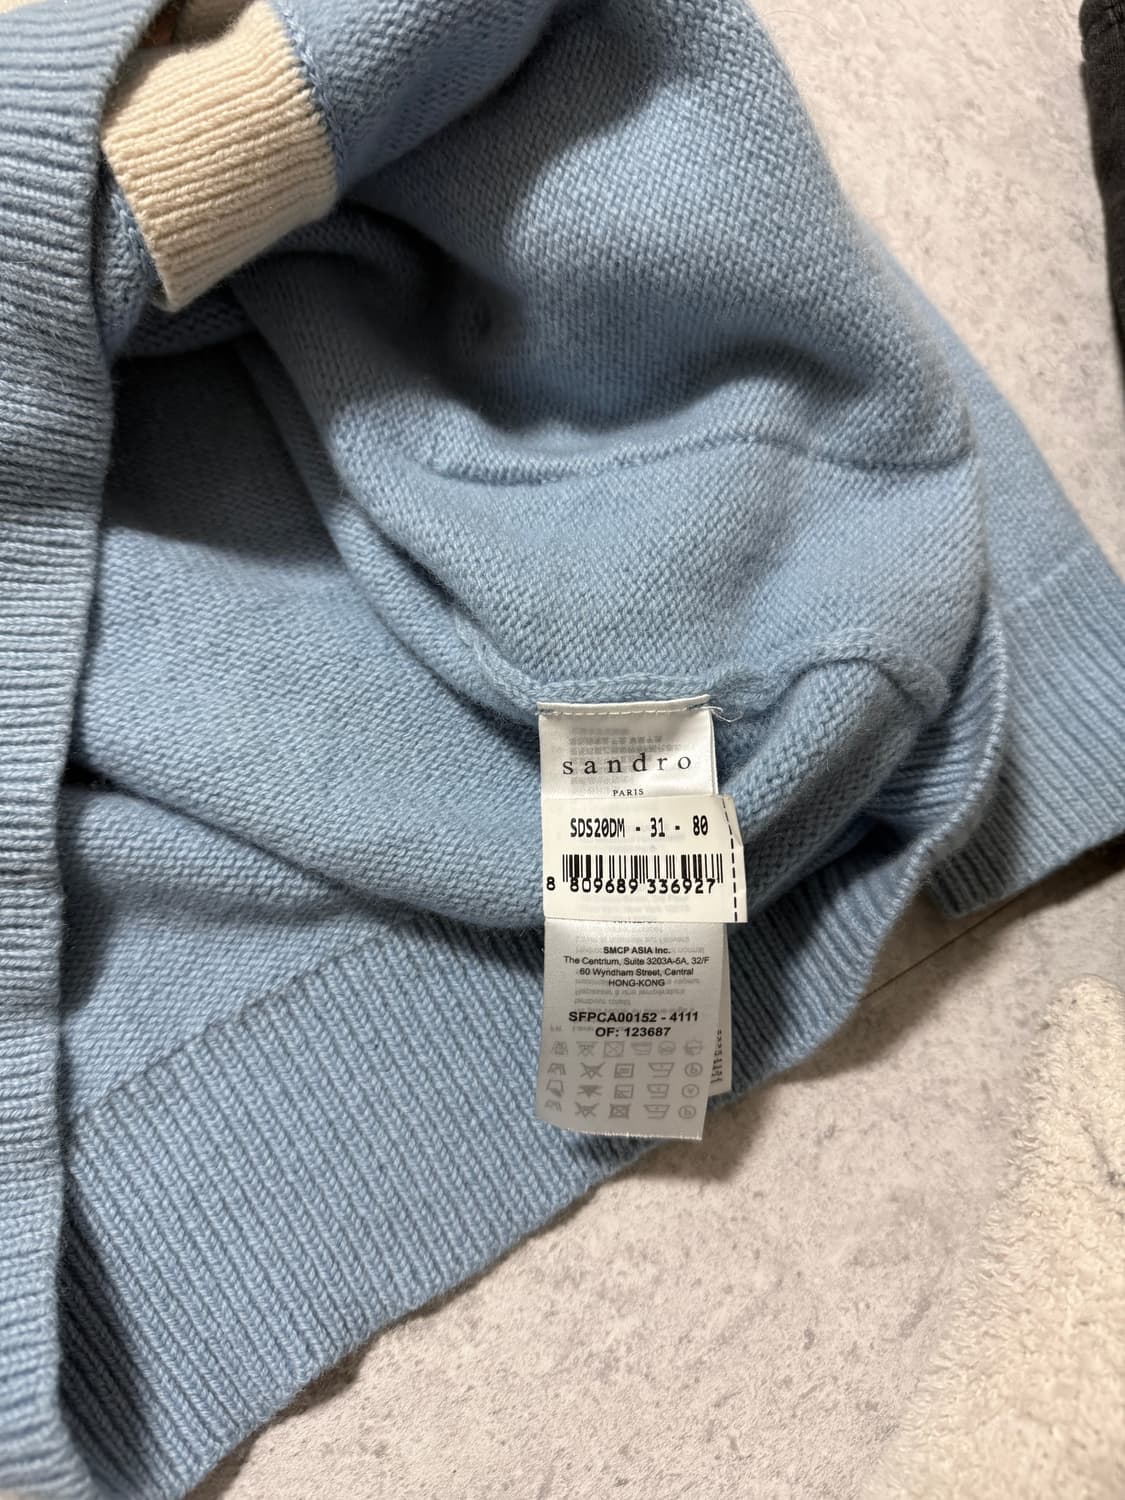 sandro
PARIS
SDS20DM - 31 - 80
8 809689 336927
SMCP ASIA Inc.
The Centrium, Suite 3203A-5A, 32/F
60 Wyndham Street, Central
HONG-KONG
SFPCA00152 - 4111
OF: 123687